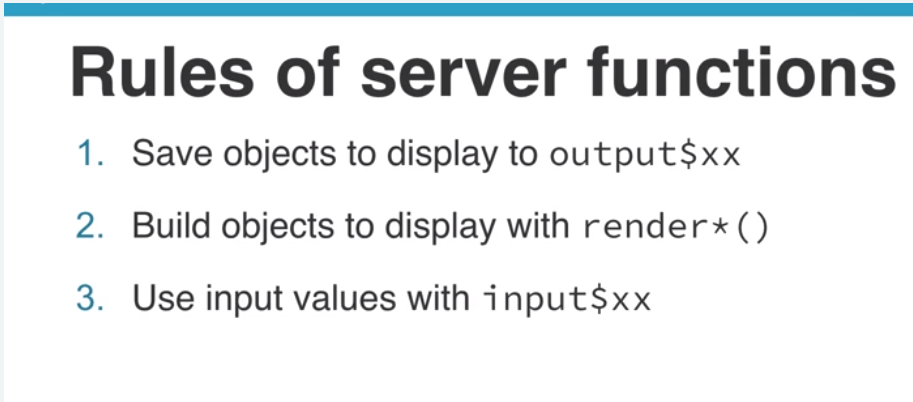 Rules of server functions
1. Save objects to display to output$xx
2. Build objects to display with render*()
3. Use input values with input$xx